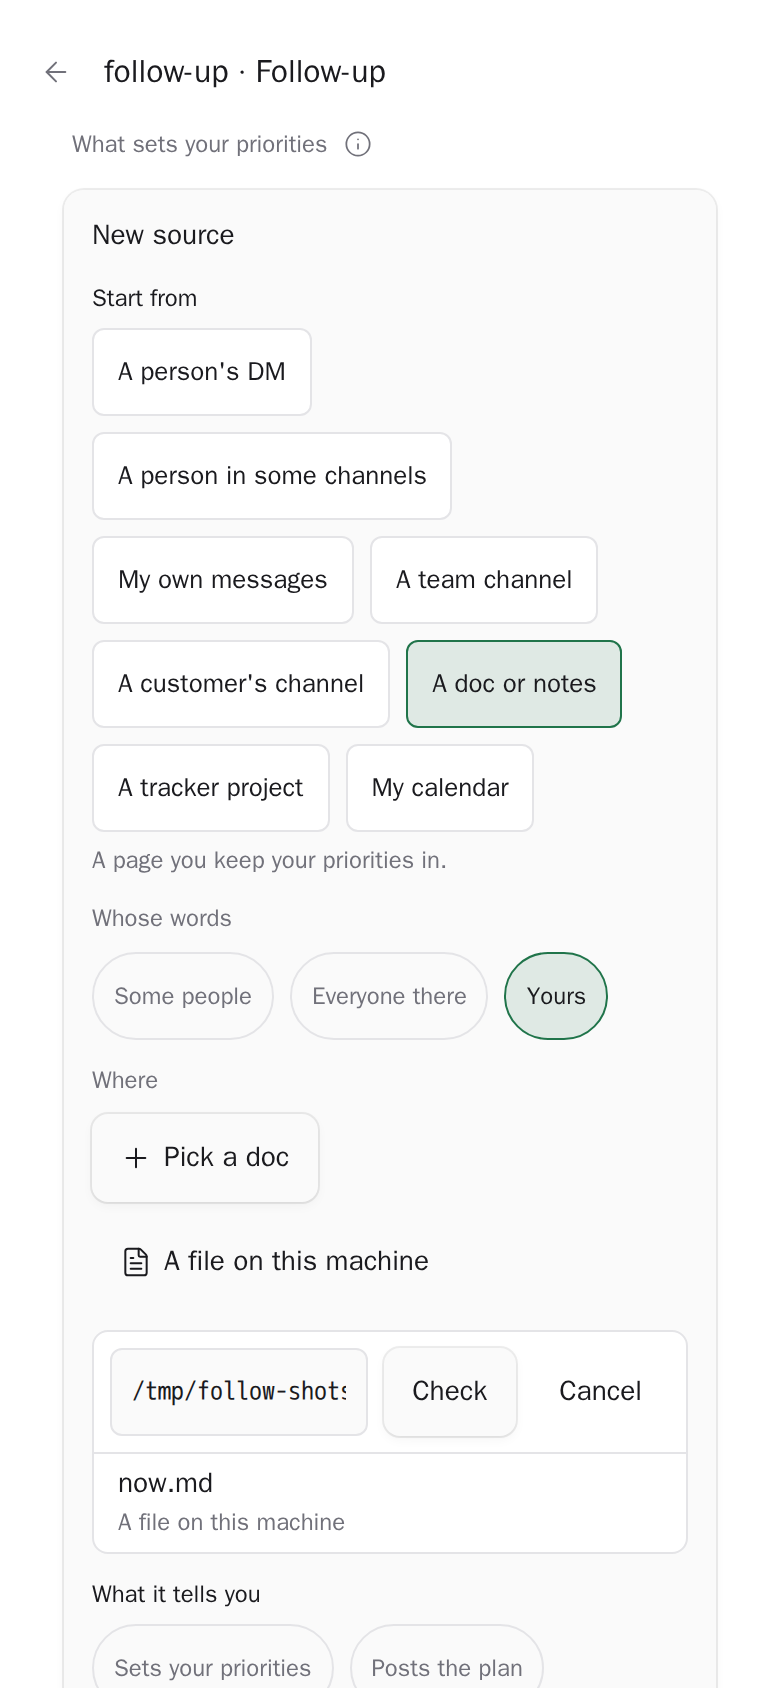 follow-up · Follow-up
What sets your priorities
New source
Start from
A person's DM
A person in some channels
My own messages
A team channel
A customer's channel
A doc or notes
A tracker project
My calendar
A page you keep your priorities in.
Whose words
Some people
Everyone there
Yours
Where
Pick a doc
A file on this machine
/tmp/follow-shots
Check
Cancel
now.md
A file on this machine
What it tells you
Sets your priorities
Posts the plan